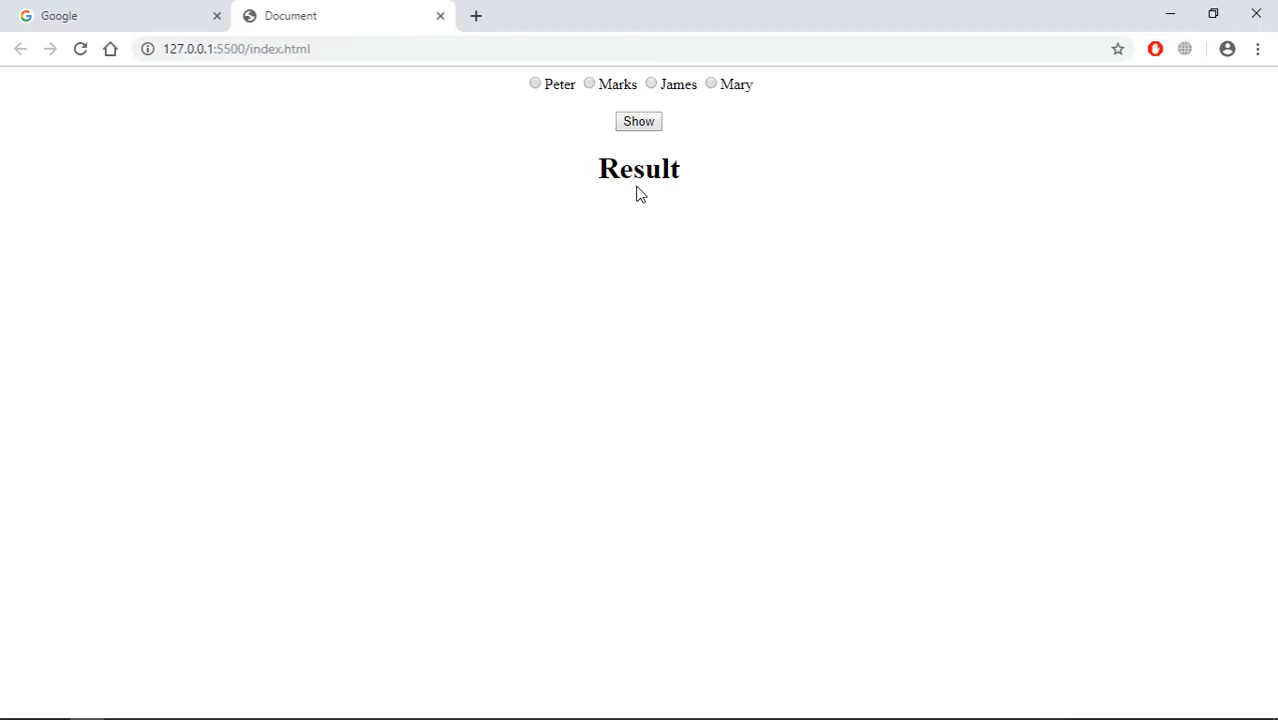 Google
Document
127.0.0.1:5500/index.html
Peter Marks James Mary
Show
Result